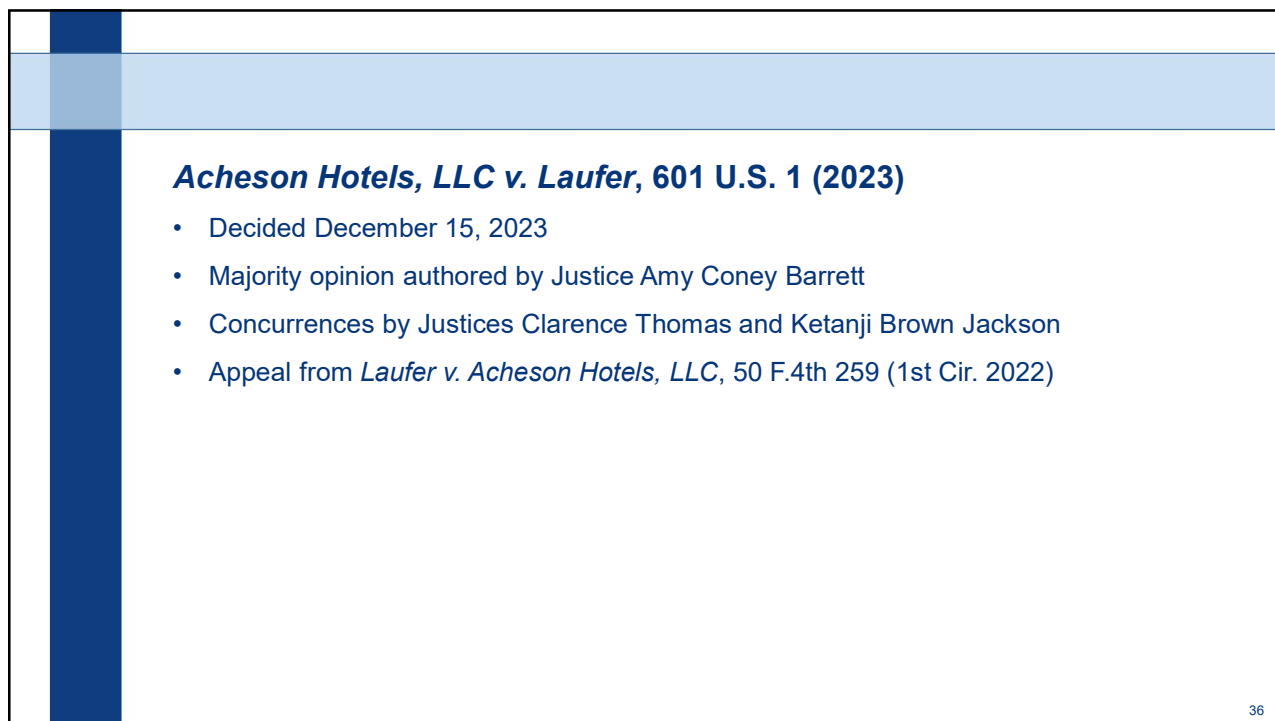 Acheson Hotels, LLC v. Laufer, 601 U.S. 1 (2023)
• Decided December 15, 2023
• Majority opinion authored by Justice Amy Coney Barrett
• Concurrences by Justices Clarence Thomas and Ketanji Brown Jackson
• Appeal from Laufer v. Acheson Hotels, LLC, 50 F.4th 259 (1st Cir. 2022)
36